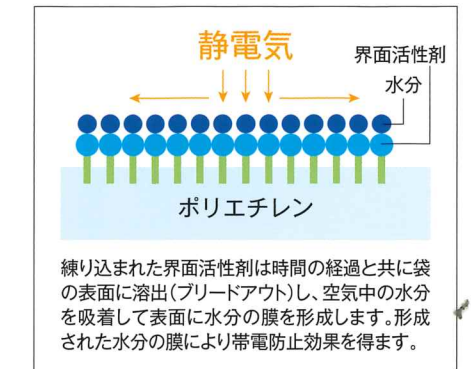 静電気
界面活性剤
水分
ポリエチレン
練り込まれた界面活性剤は時間の経過と共に袋
の表面に溶出(ブリードアウト)し、空気中の水分
を吸着して表面に水分の膜を形成します。形成
された水分の膜により帯電防止効果を得ます。